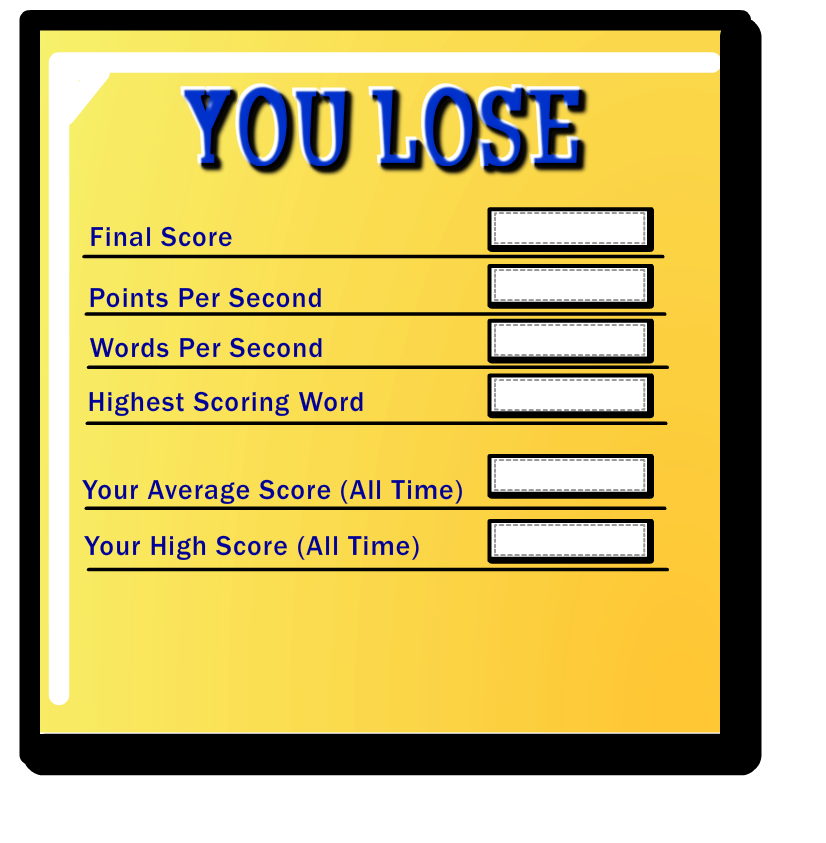 YOU LOSE
Final Score
Points Per Second
Words Per Second
Highest Scoring Word
Your Average Score (All Time)
Your High Score (All Time)